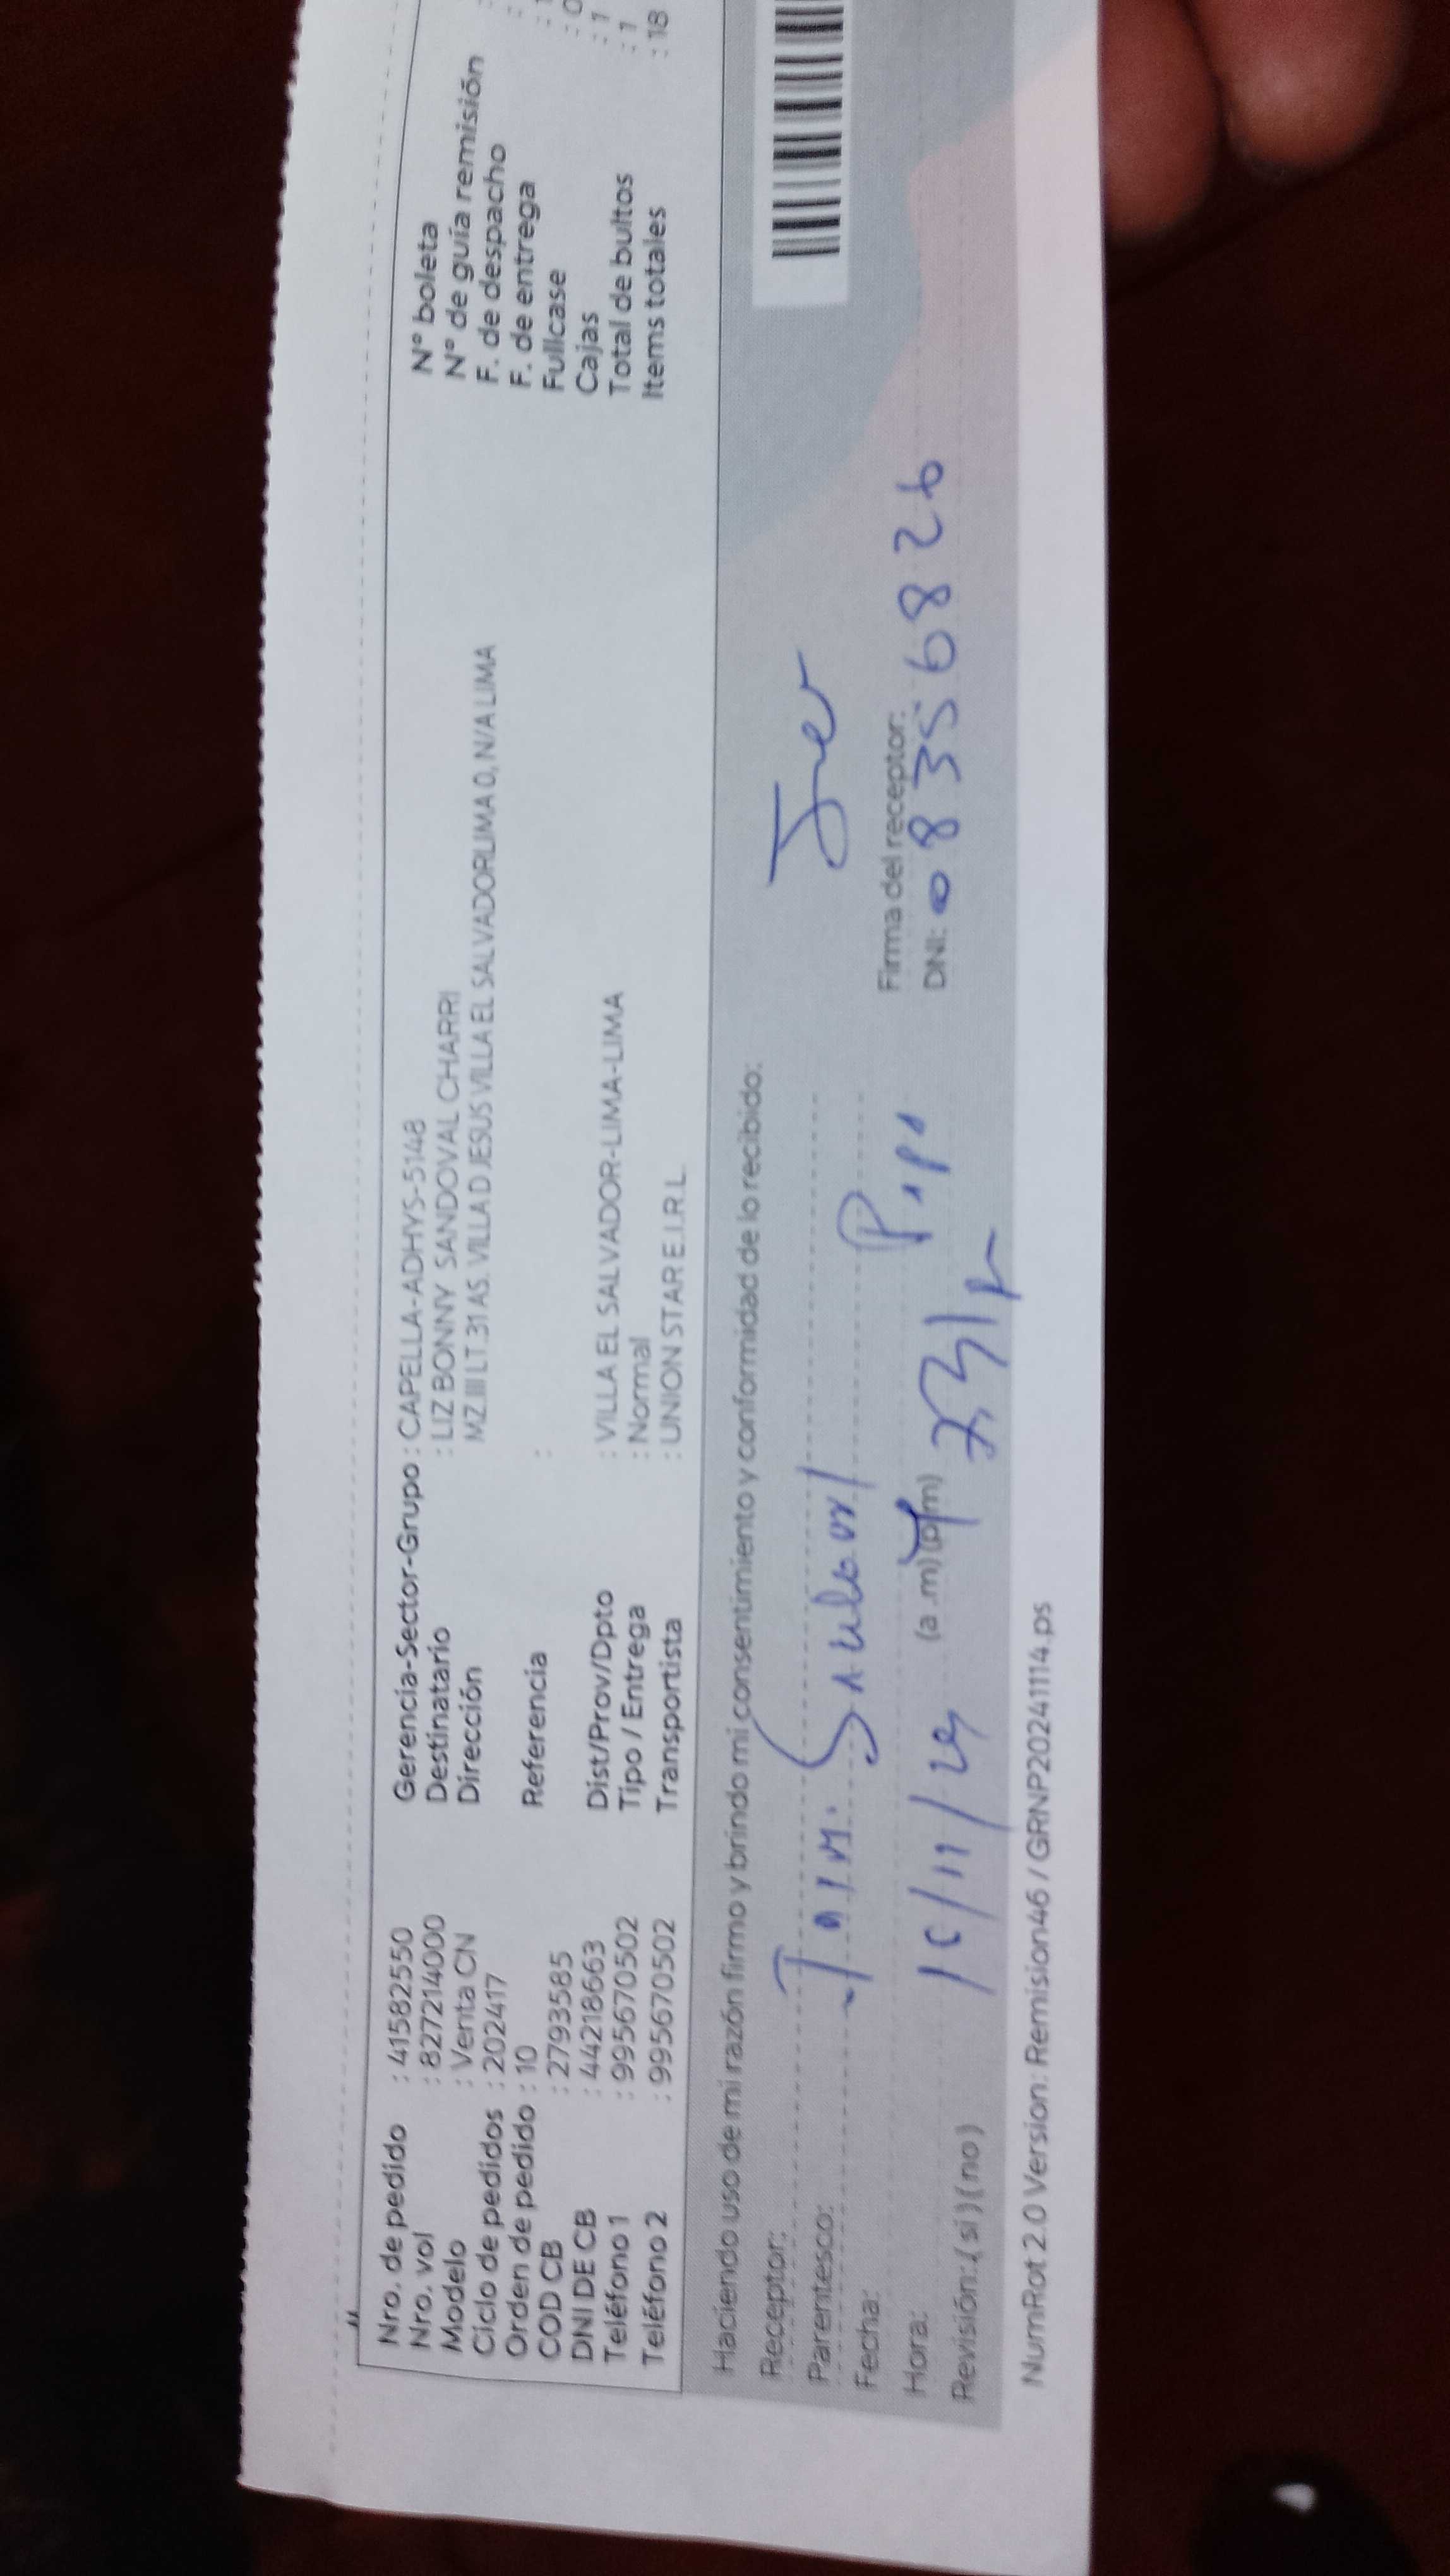 Nro. de pedido : 41582550
Nro. vol : 827214000
Modelo : Venta CN
Ciclo de pedidos : 202417
Orden de pedido : 10
COD CB : 2793585
DNI DE CB : 44218663
Teléfono 1 : 995670502
Teléfono 2 : 995670502
Gerencia-Sector-Grupo : CAPELLA-ADHYS-5148
Destinatario : LIZ BONNY SANDOVAL CHARRI
Dirección MZ.III LT.31 AS. VILLA D JESUS VILLA EL SALVADORLIMA 0, N/A LIMA
Referencia :
Dist/Prov/Dpto : VILLA EL SALVADOR-LIMA-LIMA
Tipo / Entrega : Normal
Transportista : UNION STAR E.I.R.L.
N° boleta
N° de guía remisión
F. de despacho
F. de entrega
Fullcase : 0
Cajas : 1
Total de bultos : 1
Items totales : 18
Haciendo uso de mi razón firmo y brindo mi consentimiento y conformidad de lo recibido:
Receptor:
Parentesco:
Fecha:
Hora: (a .m) (p.m)
Revisión: ( si ) ( no )
Firma del receptor:
DNI: 08356826
NumRot 2.0 Version: Remision46 / GRNP20241114.ps